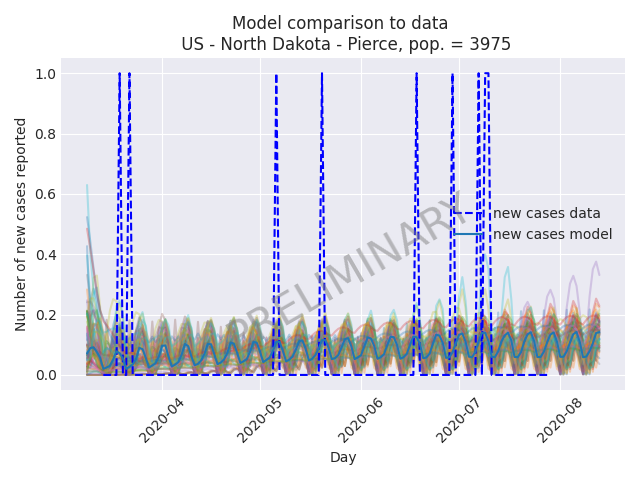 Model comparison to data
US - North Dakota - Pierce, pop. = 3975
Number of new cases reported
1.0
0.8
0.6
0.4
0.2
0.0
PRELIMINARY
new cases data
new cases model
2020-04
2020-05
2020-06
2020-07
2020-08
Day